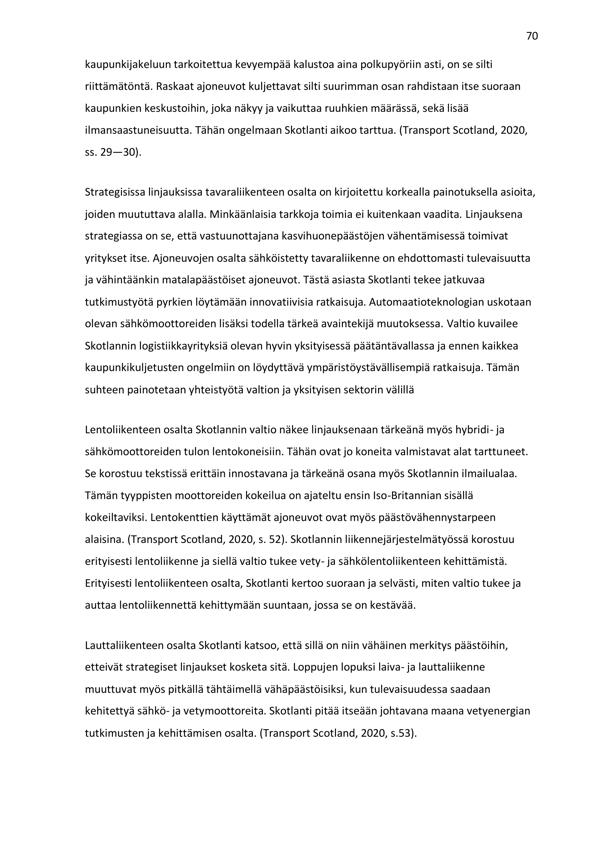 70
kaupunkijakeluun tarkoitettua kevyempää kalustoa aina polkupyöriin asti, on se silti
riittämätöntä. Raskaat ajoneuvot kuljettavat silti suurimman osan rahdistaan itse suoraan
kaupunkien keskustoihin, joka näkyy ja vaikuttaa ruuhkien määrässä, sekä lisää
ilmansaastuneisuutta. Tähän ongelmaan Skotlanti aikoo tarttua. (Transport Scotland, 2020,
ss. 29—30).
Strategisissa linjauksissa tavaraliikenteen osalta on kirjoitettu korkealla painotuksella asioita,
joiden muututtava alalla. Minkäänlaisia tarkkoja toimia ei kuitenkaan vaadita. Linjauksena
strategiassa on se, että vastuunottajana kasvihuonepäästöjen vähentämisessä toimivat
yritykset itse. Ajoneuvojen osalta sähköistetty tavaraliikenne on ehdottomasti tulevaisuutta
ja vähintäänkin matalapäästöiset ajoneuvot. Tästä asiasta Skotlanti tekee jatkuvaa
tutkimustyötä pyrkien löytämään innovatiivisia ratkaisuja. Automaatioteknologian uskotaan
olevan sähkömoottoreiden lisäksi todella tärkeä avaintekijä muutoksessa. Valtio kuvailee
Skotlannin logistiikkayrityksiä olevan hyvin yksityisessä päätäntävallassa ja ennen kaikkea
kaupunkikuljetusten ongelmiin on löydyttävä ympäristöystävällisempiä ratkaisuja. Tämän
suhteen painotetaan yhteistyötä valtion ja yksityisen sektorin välillä
Lentoliikenteen osalta Skotlannin valtio näkee linjauksenaan tärkeänä myös hybridi- ja
sähkömoottoreiden tulon lentokoneisiin. Tähän ovat jo koneita valmistavat alat tarttuneet.
Se korostuu tekstissä erittäin innostavana ja tärkeänä osana myös Skotlannin ilmailualaa.
Tämän tyyppisten moottoreiden kokeilua on ajateltu ensin Iso-Britannian sisällä
kokeiltaviksi. Lentokenttien käyttämät ajoneuvot ovat myös päästövähennystarpeen
alaisina. (Transport Scotland, 2020, s. 52). Skotlannin liikennejärjestelmätyössä korostuu
erityisesti lentoliikenne ja siellä valtio tukee vety- ja sähkölentoliikenteen kehittämistä.
Erityisesti lentoliikenteen osalta, Skotlanti kertoo suoraan ja selvästi, miten valtio tukee ja
auttaa lentoliikennettä kehittymään suuntaan, jossa se on kestävää.
Lauttaliikenteen osalta Skotlanti katsoo, että sillä on niin vähäinen merkitys päästöihin,
etteivät strategiset linjaukset kosketa sitä. Loppujen lopuksi laiva- ja lauttaliikenne
muuttuvat myös pitkällä tähtäimellä vähäpäästöisiksi, kun tulevaisuudessa saadaan
kehitettyä sähkö- ja vetymoottoreita. Skotlanti pitää itseään johtavana maana vetyenergian
tutkimusten ja kehittämisen osalta. (Transport Scotland, 2020, s.53).